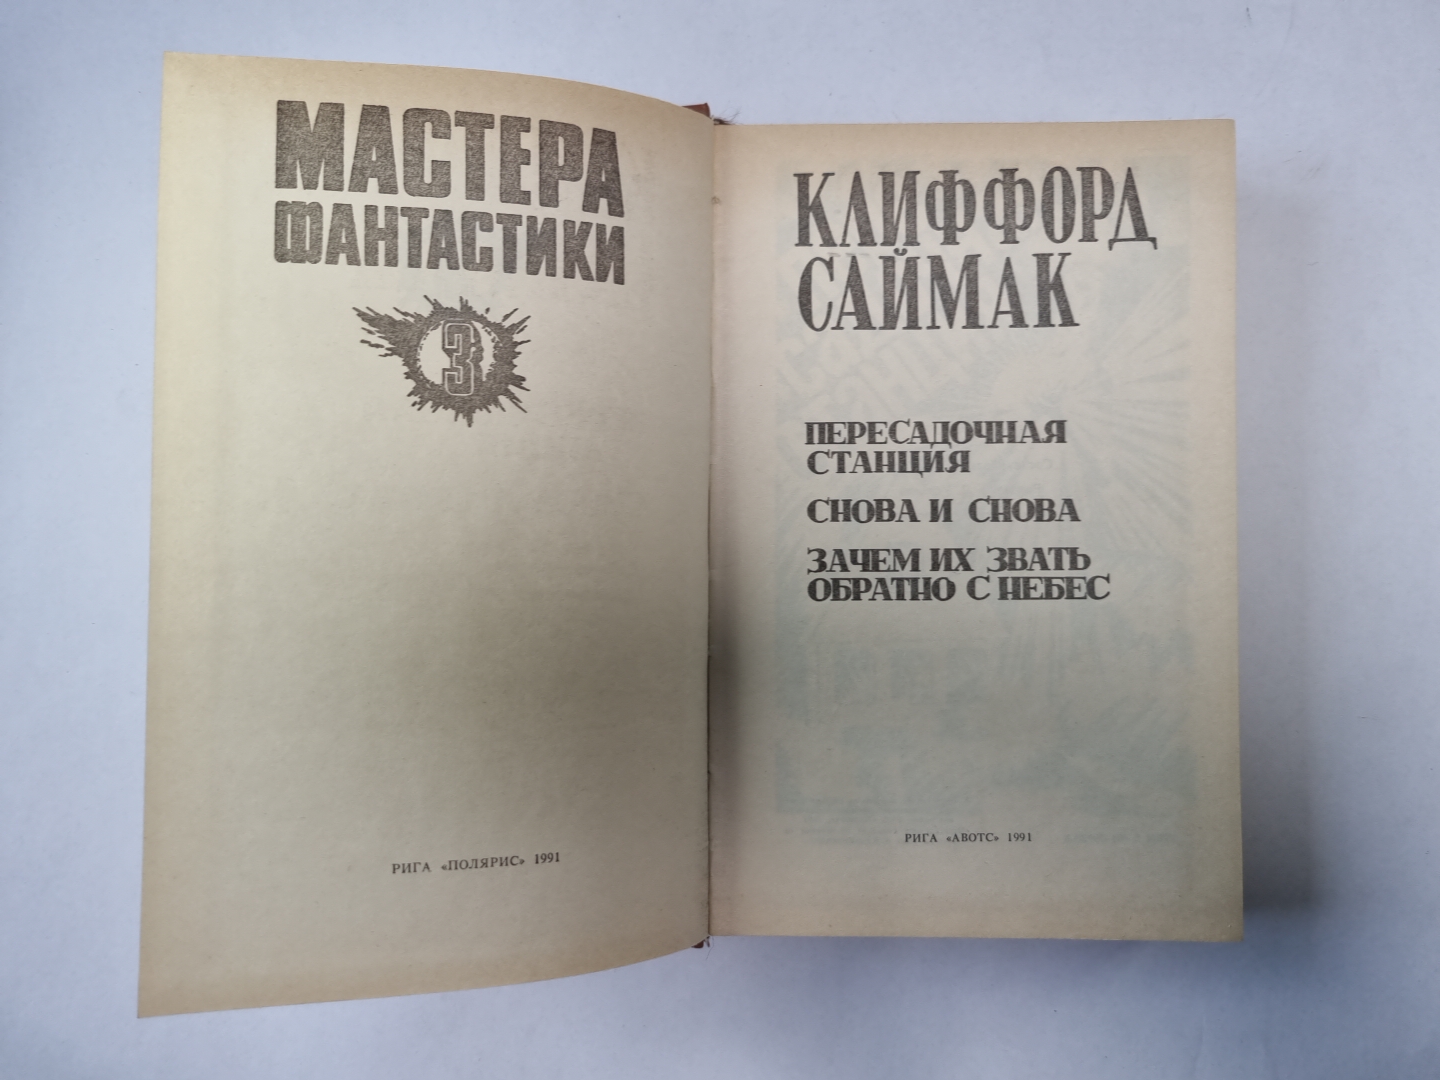 МАСТЕРА
ФАНТАСТИКИ
3
РИГА «ПОЛЯРИС» 1991
КЛИФФОРД
САЙМАК
ПЕРЕСАДОЧНАЯ
СТАНЦИЯ
СНОВА И СНОВА
ЗАЧЕМ ИХ ЗВАТЬ
ОБРАТНО С НЕБЕС
РИГА «АВОТС» 1991